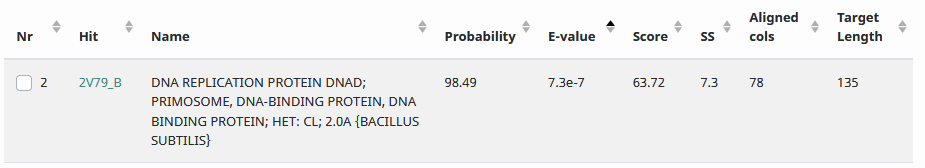 Nr Hit Name Probability E-value Score SS Aligned cols Target Length
2 2V79_B DNA REPLICATION PROTEIN DNAD; 98.49 7.3e-7 63.72 7.3 78 135
PRIMOSOME, DNA-BINDING PROTEIN, DNA
BINDING PROTEIN; HET: CL; 2.0A {BACILLUS
SUBTILIS}